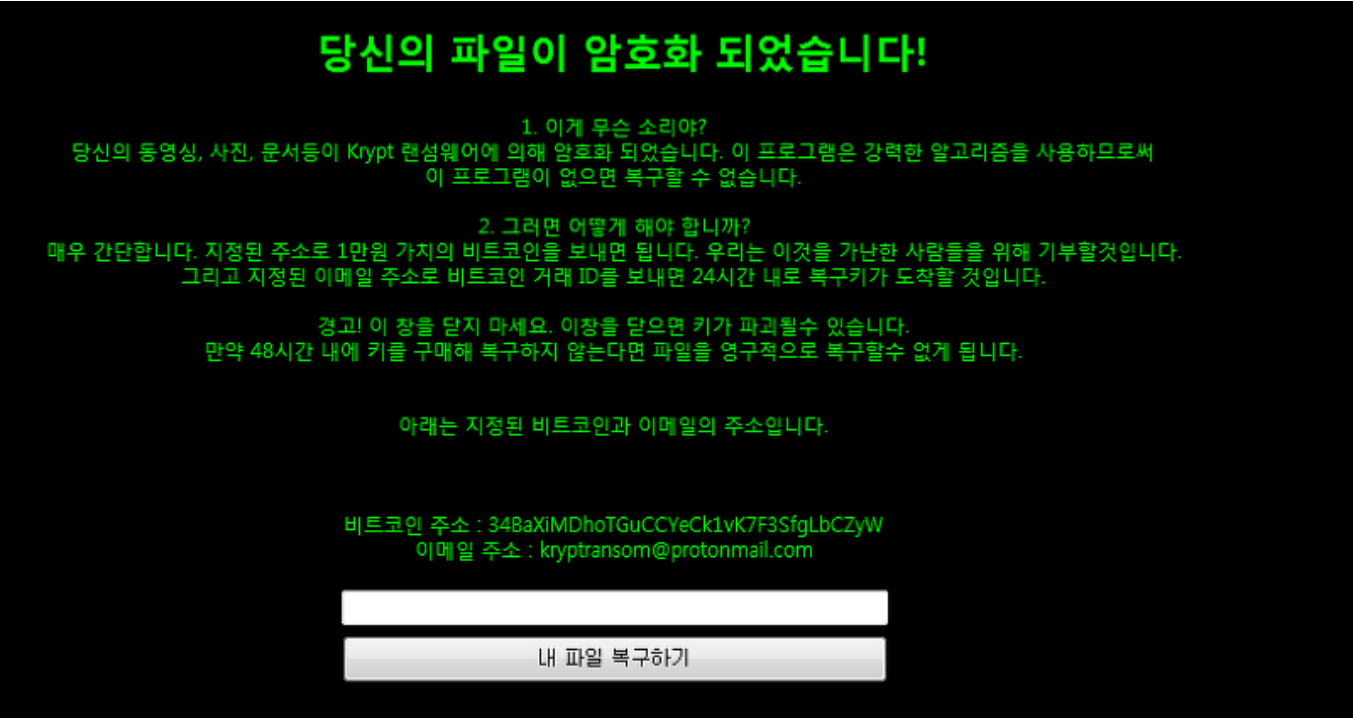 당신의 파일이 암호화 되었습니다!
1. 이게 무슨 소리야?
당신의 동영싱, 사진, 문서등이 Krypt 랜섬웨어에 의해 암호화 되었습니다. 이 프로그램은 강력한 알고리즘을 사용하므로써
이 프로그램이 없으면 복구할 수 없습니다.
2. 그러면 어떻게 해야 합니까?
매우 간단합니다. 지정된 주소로 1만원 가치의 비트코인을 보내면 됩니다. 우리는 이것을 가난한 사람들을 위해 기부할것입니다.
그리고 지정된 이메일 주소로 비트코인 거래 ID를 보내면 24시간 내로 복구키가 도착할 것입니다.
경고! 이 창을 닫지 마세요. 이창을 닫으면 키가 파괴될수 있습니다.
만약 48시간 내에 키를 구매해 복구하지 않는다면 파일을 영구적으로 복구할수 없게 됩니다.
아래는 지정된 비트코인과 이메일의 주소입니다.
비트코인 주소 : 34BaXiMDhoTGuCCYeCk1vK7F3SfgLbCZyW
이메일 주소 : kryptransom@protonmail.com
내 파일 복구하기